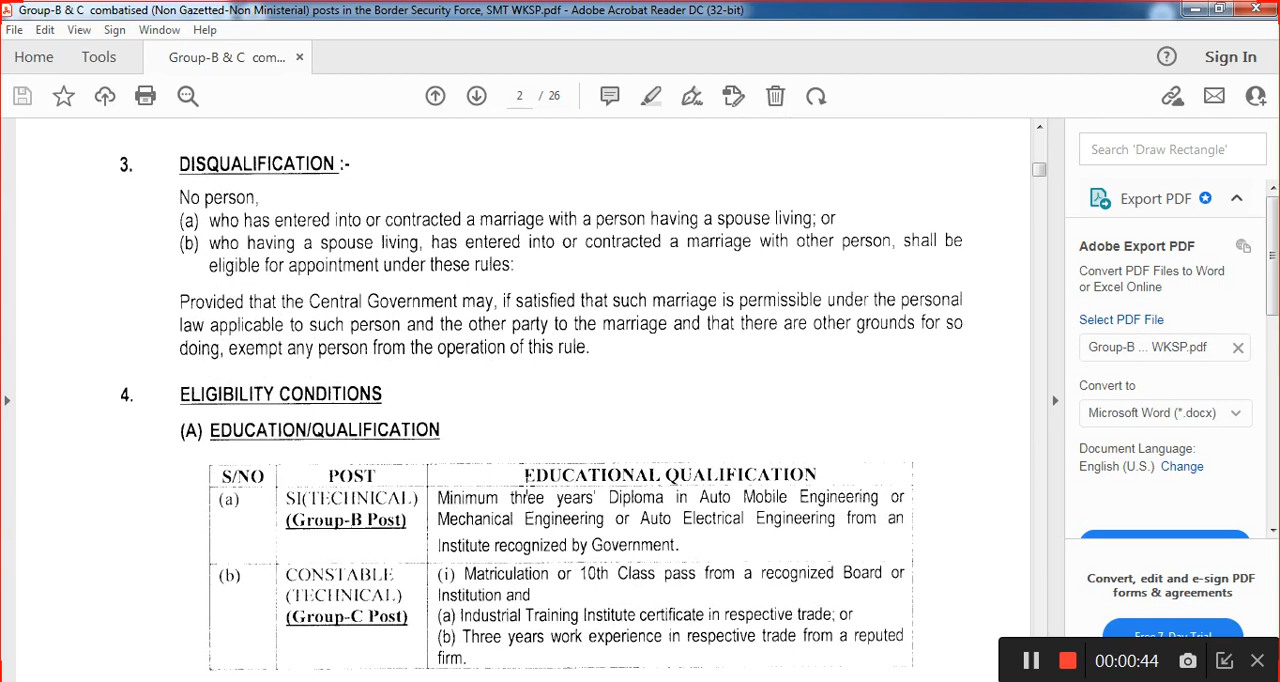 Group-B & C combatised (Non Gazetted-Non Ministerial) posts in the Border Security Force, SMT WKSP.pdf - Adobe Acrobat Reader DC (32-bit)
File Edit View Sign Window Help
Home Tools Group-B & C com... × Sign In
2 / 26
3. DISQUALIFICATION :-
No person,
(a) who has entered into or contracted a marriage with a person having a spouse living; or
(b) who having a spouse living, has entered into or contracted a marriage with other person, shall be
eligible for appointment under these rules:
Provided that the Central Government may, if satisfied that such marriage is permissible under the personal
law applicable to such person and the other party to the marriage and that there are other grounds for so
doing, exempt any person from the operation of this rule.
4. ELIGIBILITY CONDITIONS
(A) EDUCATION/QUALIFICATION
S/NO POST EDUCATIONAL QUALIFICATION
(a) SI(TECHNICAL) Minimum three years' Diploma in Auto Mobile Engineering or
(Group-B Post) Mechanical Engineering or Auto Electrical Engineering from an
Institute recognized by Government.
(b) CONSTABLE (i) Matriculation or 10th Class pass from a recognized Board or
(TECHNICAL) Institution and
(Group-C Post) (a) Industrial Training Institute certificate in respective trade; or
(b) Three years work experience in respective trade from a reputed
firm.
Search 'Draw Rectangle'
Export PDF
Adobe Export PDF
Convert PDF Files to Word
or Excel Online
Select PDF File
Group-B ... WKSP.pdf
Convert to
Microsoft Word (*.docx)
Document Language:
English (U.S.) Change
Convert, edit and e-sign PDF
forms & agreements
Free 7-Day Trial
00:00:44